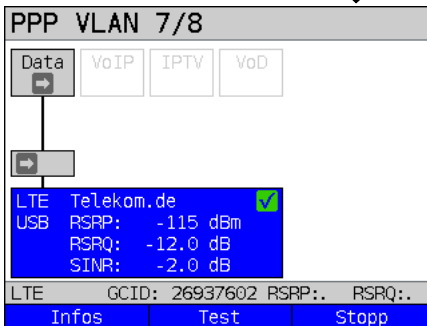 PPP VLAN 7/8
Data VoIP IPTV VoD
LTE Telekom.de
USB RSRP: -115 dBm
RSRQ: -12.0 dB
SINR: -2.0 dB
LTE GCID: 26937602 RSRP:. RSRQ:.
Infos Test Stopp